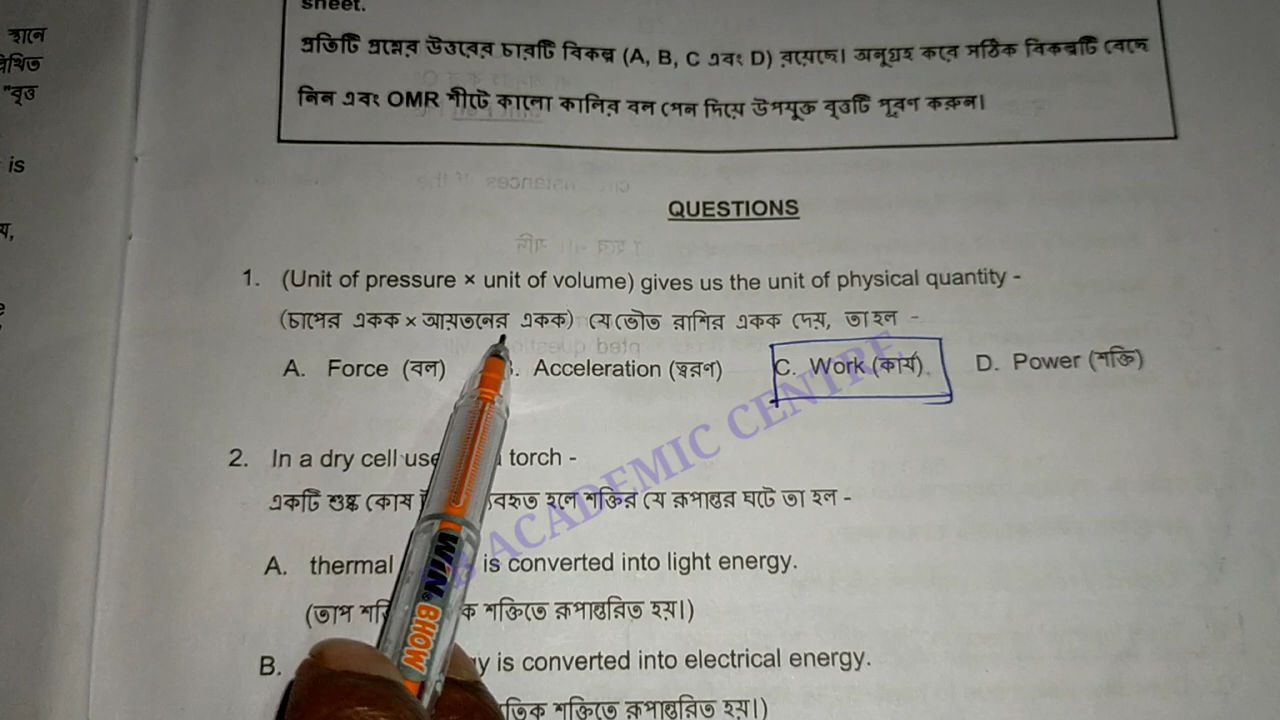 স্থানে
"বৃত্ত
is
sheet.
প্রতিটি প্রশ্নের উত্তরের চারটি বিকল্প (A, B, C এবং D) রয়েছে। অনুগ্রহ করে সঠিক বিকল্পটি বেছে
নিন এবং OMR শীটে কালো কালির বল পেন দিয়ে উপযুক্ত বৃত্তটি পূরণ করুন।
QUESTIONS
1. (Unit of pressure × unit of volume) gives us the unit of physical quantity -
(চাপের একক × আয়তনের একক) যে ভৌত রাশির একক দেয়, তা হল -
A. Force (বল) B. Acceleration (ত্বরণ) C. Work (কার্য) D. Power (শক্তি)
2. In a dry cell torch -
একটি শুষ্ক কোষ হলে শক্তির যে রূপান্তর ঘটে তা হল -
A. thermal is converted into light energy.
(তাপ শক্তিতে রূপান্তরিত হয়।)
B. is converted into electrical energy.
শক্তিতে রূপান্তরিত হয়।)
ACADEMIC CENTRE
WIN BHOW